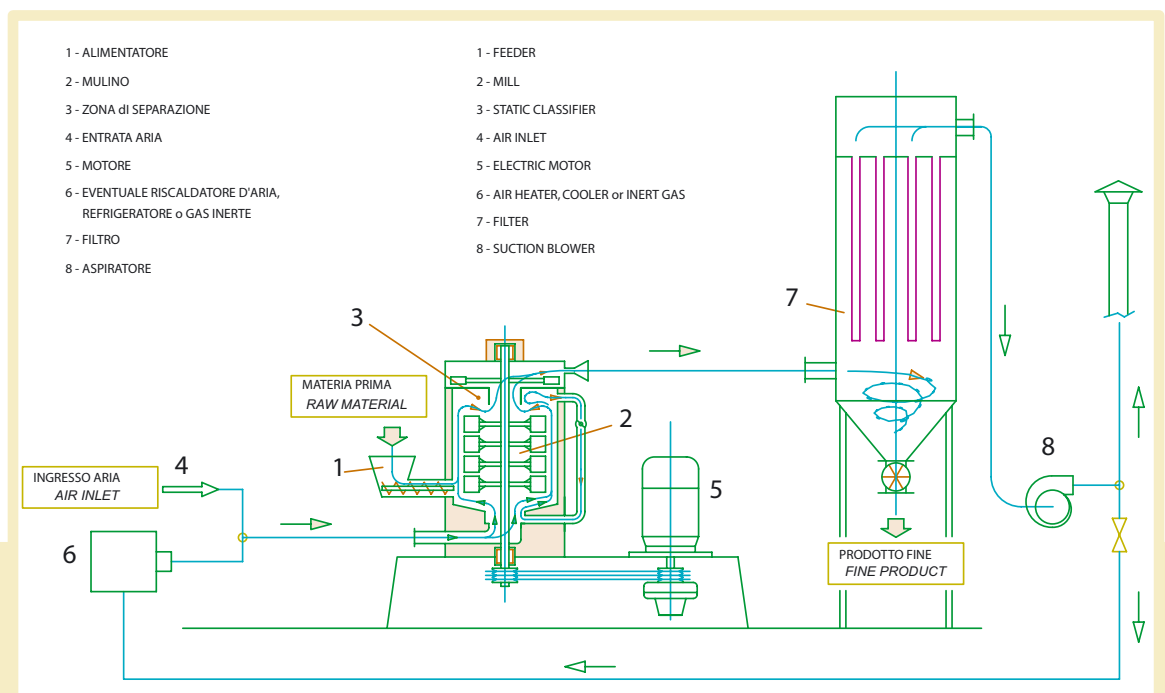 1 - ALIMENTATORE
2 - MULINO
3 - ZONA dI SEPARAZIONE
4 - ENTRATA ARIA
5 - MOTORE
6 - EVENTUALE RISCALDATORE D'ARIA,
REFRIGERATORE o GAS INERTE
7 - FILTRO
8 - ASPIRATORE
1 - FEEDER
2 - MILL
3 - STATIC CLASSIFIER
4 - AIR INLET
5 - ELECTRIC MOTOR
6 - AIR HEATER, COOLER or INERT GAS
7 - FILTER
8 - SUCTION BLOWER
7
3
MATERIA PRIMA
RAW MATERIAL
2
1
4
INGRESSO ARIA
AIR INLET
5
8
6
PRODOTTO FINE
FINE PRODUCT